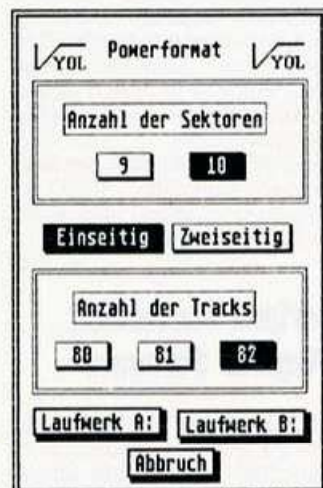 YOL Powerformat YOL
Anzahl der Sektoren
9 10
Einseitig Zweiseitig
Anzahl der Tracks
80 81 82
Laufwerk A: Laufwerk B:
Abbruch